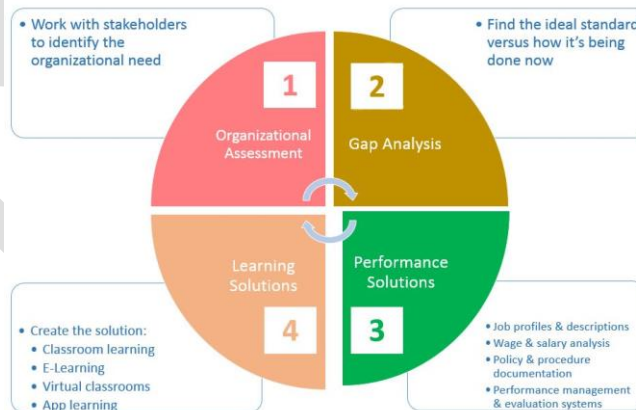 • Work with stakeholders
to identify the
organizational need
• Find the ideal standard
versus how it's being
done now
1
Organizational
Assessment
2
Gap Analysis
Learning
Solutions
4
Performance
Solutions
3
• Create the solution:
• Classroom learning
• E-Learning
• Virtual classrooms
• App learning
• Job profiles & descriptions
• Wage & salary analysis
• Policy & procedure
documentation
• Performance management
& evaluation systems